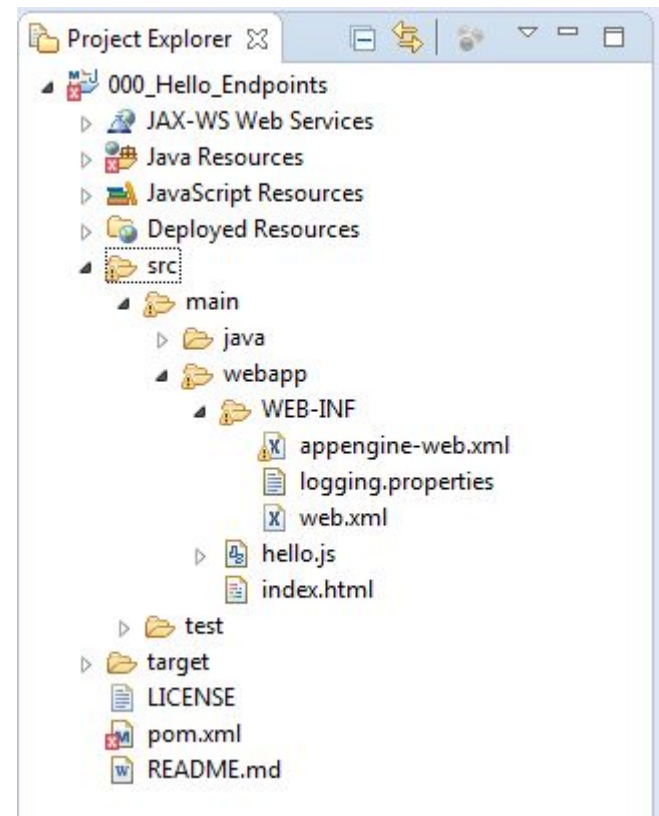 Project Explorer
000_Hello_Endpoints
JAX-WS Web Services
Java Resources
JavaScript Resources
Deployed Resources
src
main
java
webapp
WEB-INF
appengine-web.xml
logging.properties
web.xml
hello.js
index.html
test
target
LICENSE
pom.xml
README.md